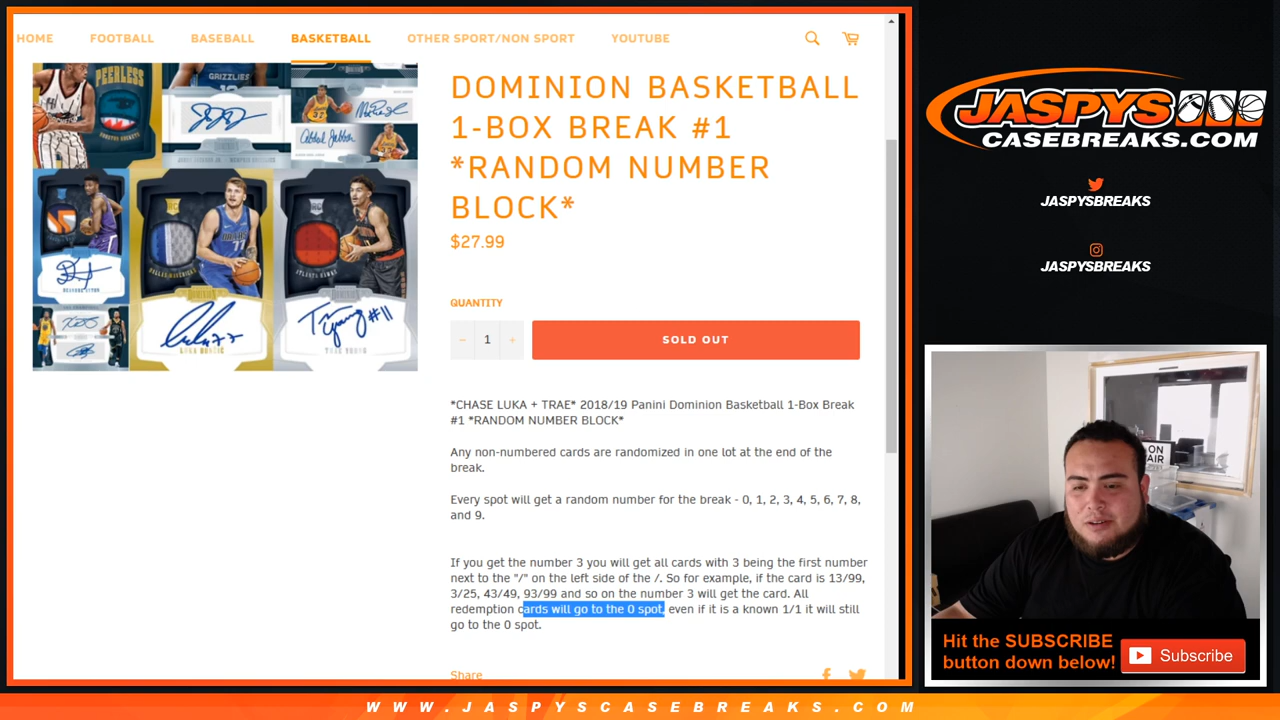 HOME FOOTBALL BASEBALL BASKETBALL OTHER SPORT/NON SPORT YOUTUBE
PEERLESS
GRIZZLIES
DOMINION BASKETBALL
1-BOX BREAK #1
*RANDOM NUMBER
BLOCK*
$27.99
QUANTITY
− 1 +
SOLD OUT
*CHASE LUKA + TRAE* 2018/19 Panini Dominion Basketball 1-Box Break
#1 *RANDOM NUMBER BLOCK*
Any non-numbered cards are randomized in one lot at the end of the
break.
Every spot will get a random number for the break - 0, 1, 2, 3, 4, 5, 6, 7, 8,
and 9.
If you get the number 3 you will get all cards with 3 being the first number
next to the "/" on the left side of the /. So for example, if the card is 13/99,
3/25, 43/49, 93/99 and so on the number 3 will get the card. All
redemption cards will go to the 0 spot, even if it is a known 1/1 it will still
go to the 0 spot.
Share
JASPYS
CASEBREAKS.COM
JASPYSBREAKS
JASPYSBREAKS
ON
AIR
Hit the SUBSCRIBE
button down below!
Subscribe
WWW.JASPYSCASEBREAKS.COM